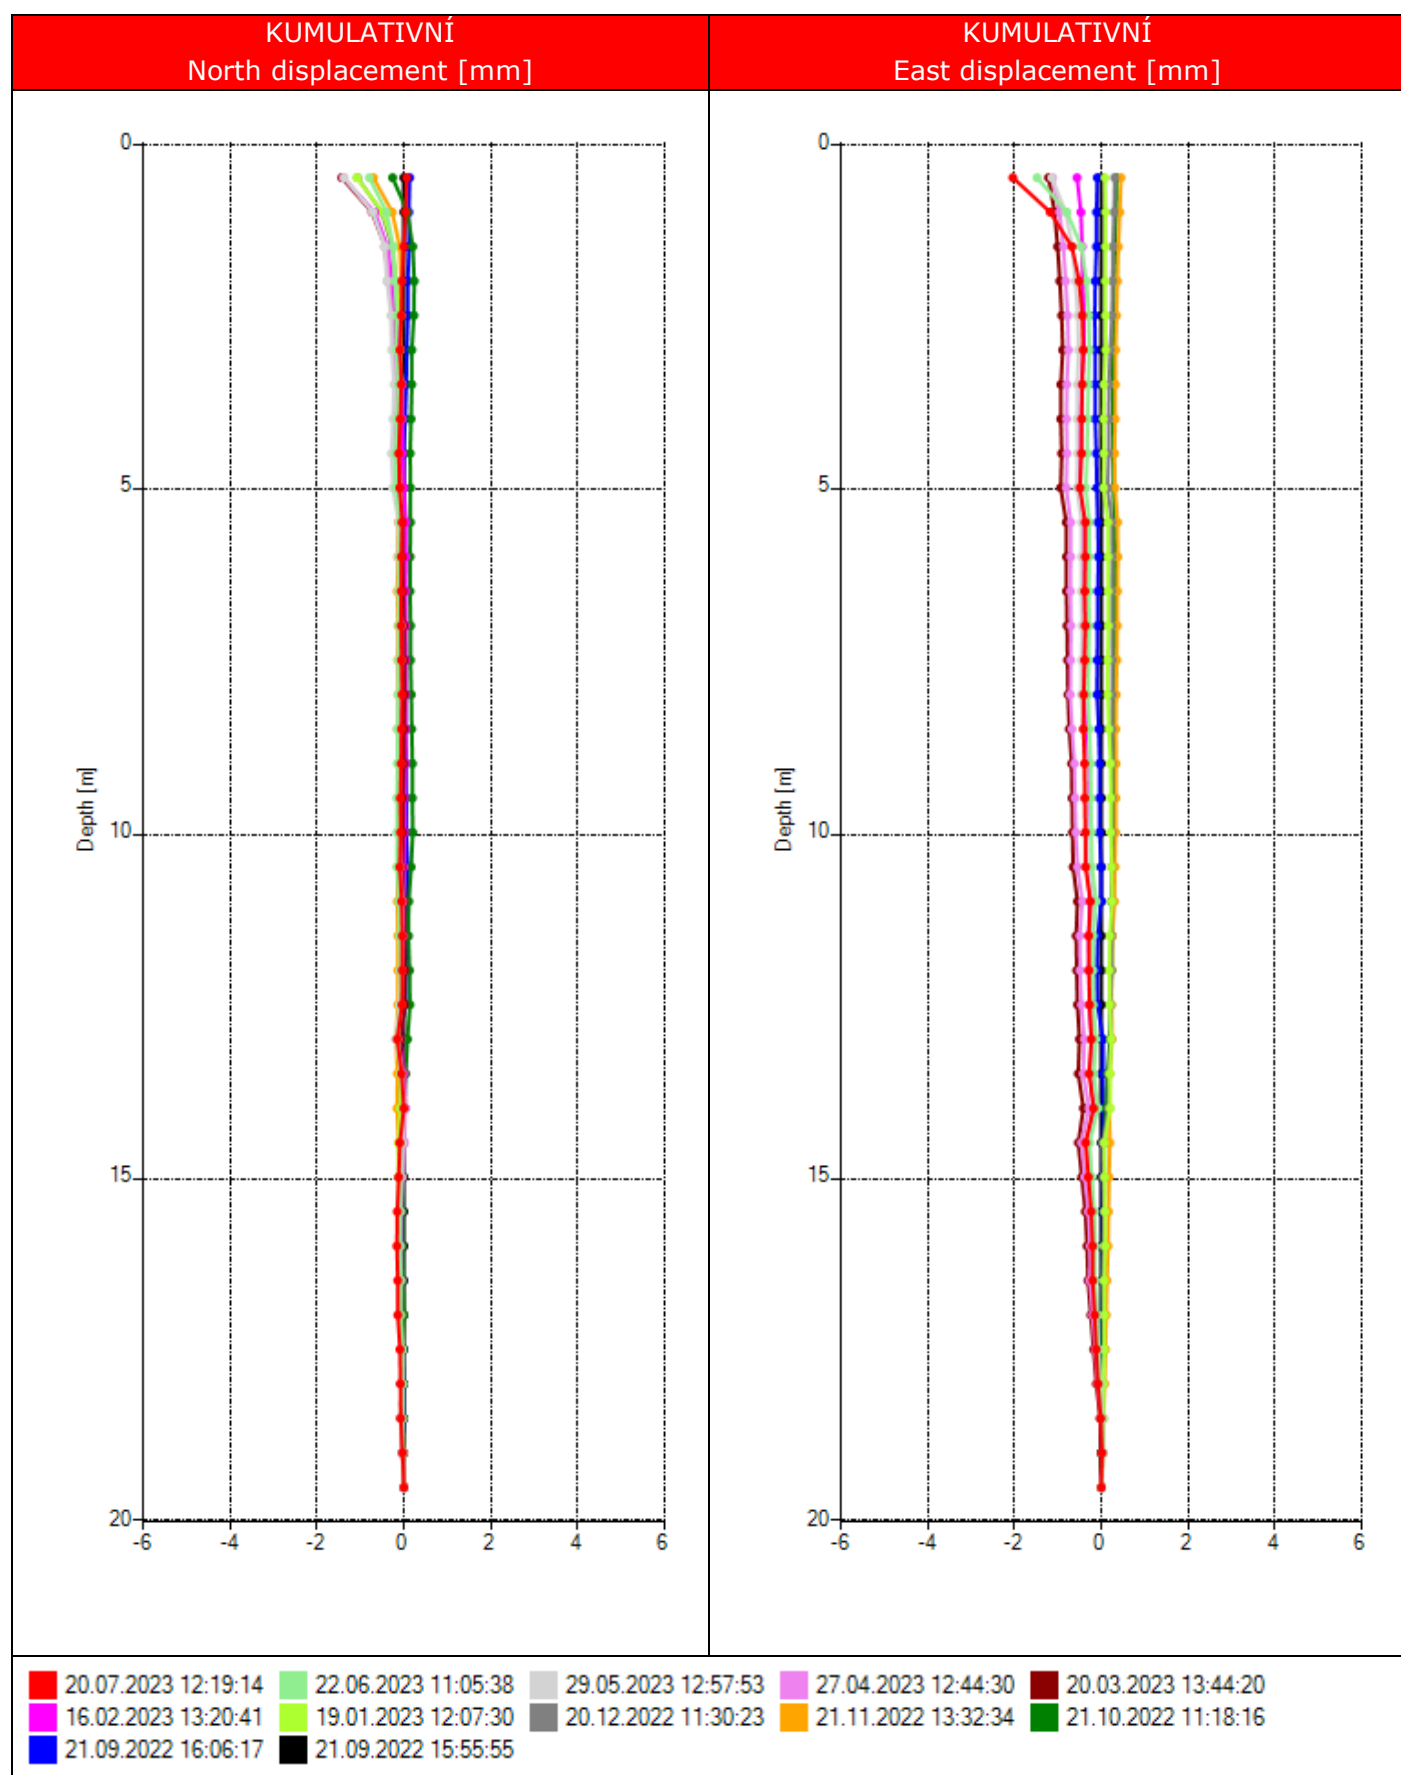 KUMULATIVNÍ
North displacement [mm]
KUMULATIVNÍ
East displacement [mm]
0
5
Depth [m]
10
15
20
-6 -4 -2 0 2 4 6
0
5
Depth [m]
10
15
20
-6 -4 -2 0 2 4 6
20.07.2023 12:19:14 22.06.2023 11:05:38 29.05.2023 12:57:53 27.04.2023 12:44:30 20.03.2023 13:44:20
16.02.2023 13:20:41 19.01.2023 12:07:30 20.12.2022 11:30:23 21.11.2022 13:32:34 21.10.2022 11:18:16
21.09.2022 16:06:17 21.09.2022 15:55:55